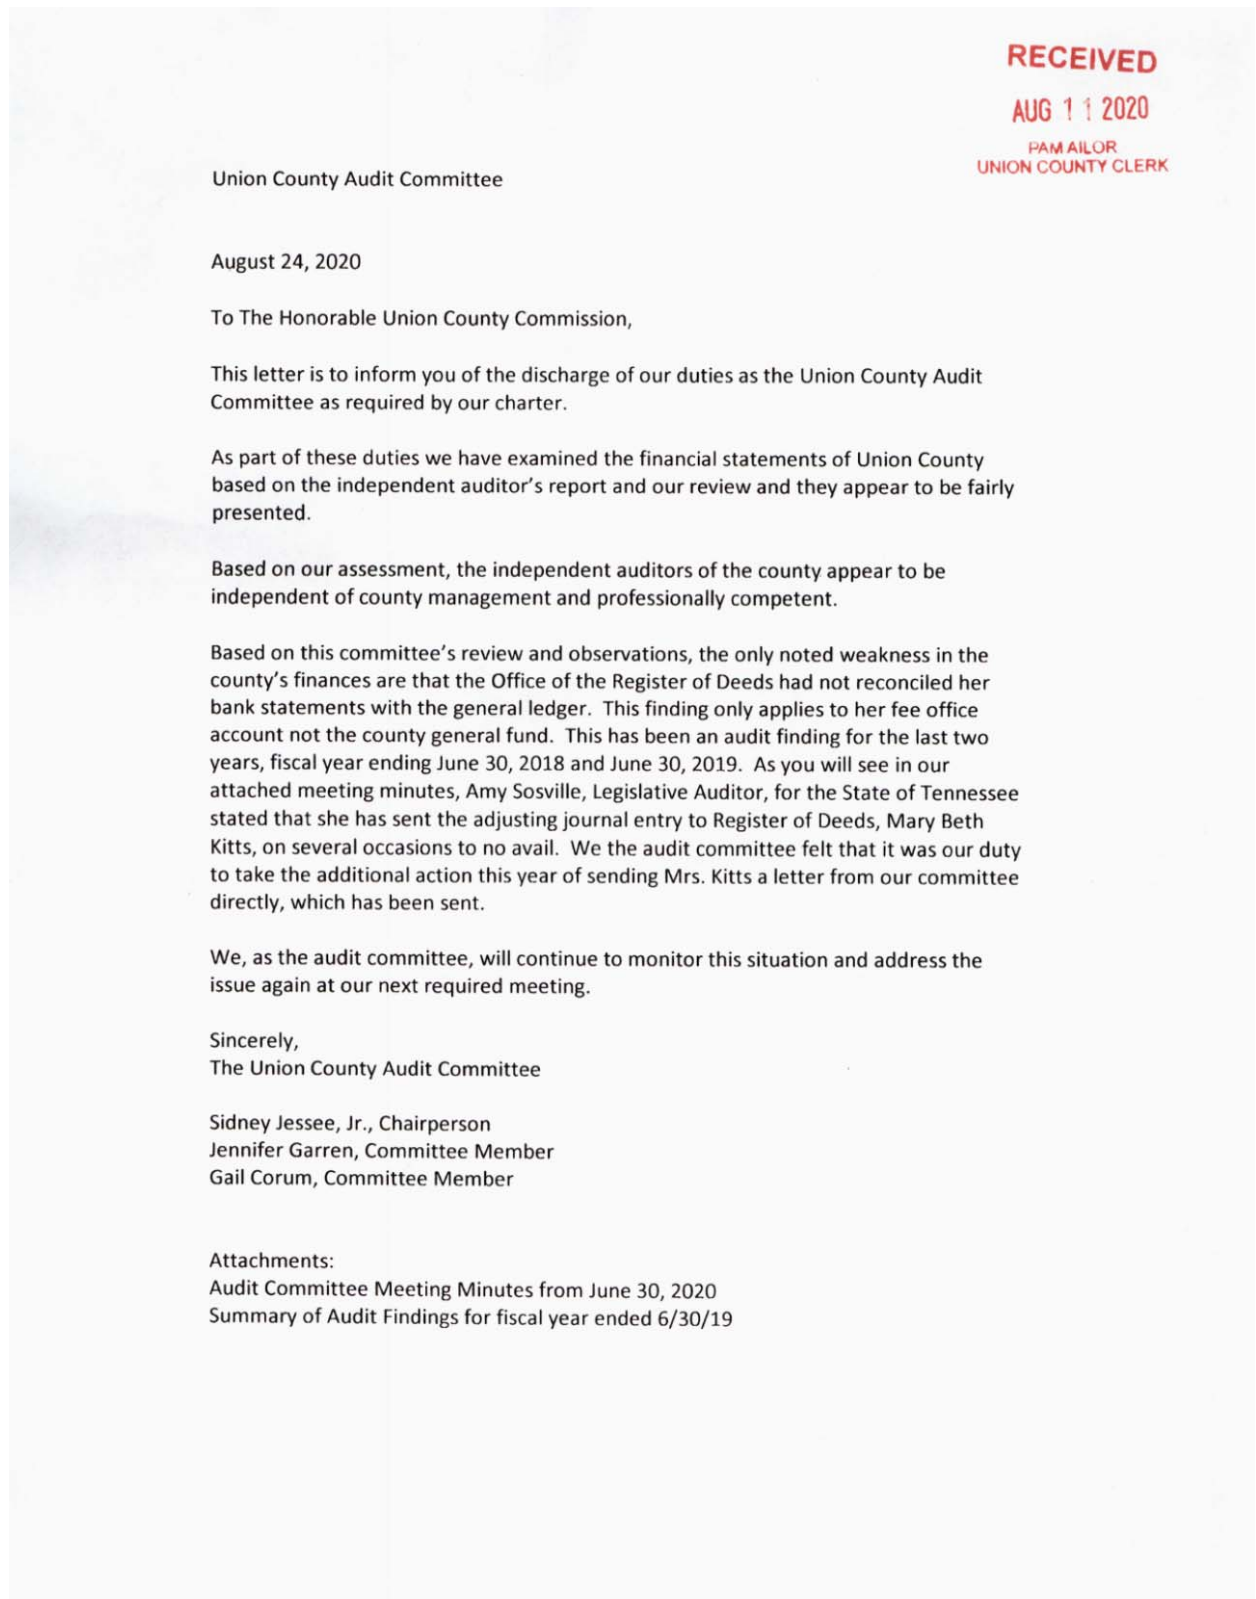 RECEIVED
AUG 11 2020
PAM AILOR
UNION COUNTY CLERK
Union County Audit Committee
August 24, 2020
To The Honorable Union County Commission,
This letter is to inform you of the discharge of our duties as the Union County Audit
Committee as required by our charter.
As part of these duties we have examined the financial statements of Union County
based on the independent auditor's report and our review and they appear to be fairly
presented.
Based on our assessment, the independent auditors of the county appear to be
independent of county management and professionally competent.
Based on this committee's review and observations, the only noted weakness in the
county's finances are that the Office of the Register of Deeds had not reconciled her
bank statements with the general ledger.  This finding only applies to her fee office
account not the county general fund.  This has been an audit finding for the last two
years, fiscal year ending June 30, 2018 and June 30, 2019.  As you will see in our
attached meeting minutes, Amy Sosville, Legislative Auditor, for the State of Tennessee
stated that she has sent the adjusting journal entry to Register of Deeds, Mary Beth
Kitts, on several occasions to no avail.  We the audit committee felt that it was our duty
to take the additional action this year of sending Mrs. Kitts a letter from our committee
directly, which has been sent.
We, as the audit committee, will continue to monitor this situation and address the
issue again at our next required meeting.
Sincerely,
The Union County Audit Committee
Sidney Jessee, Jr., Chairperson
Jennifer Garren, Committee Member
Gail Corum, Committee Member
Attachments:
Audit Committee Meeting Minutes from June 30, 2020
Summary of Audit Findings for fiscal year ended 6/30/19